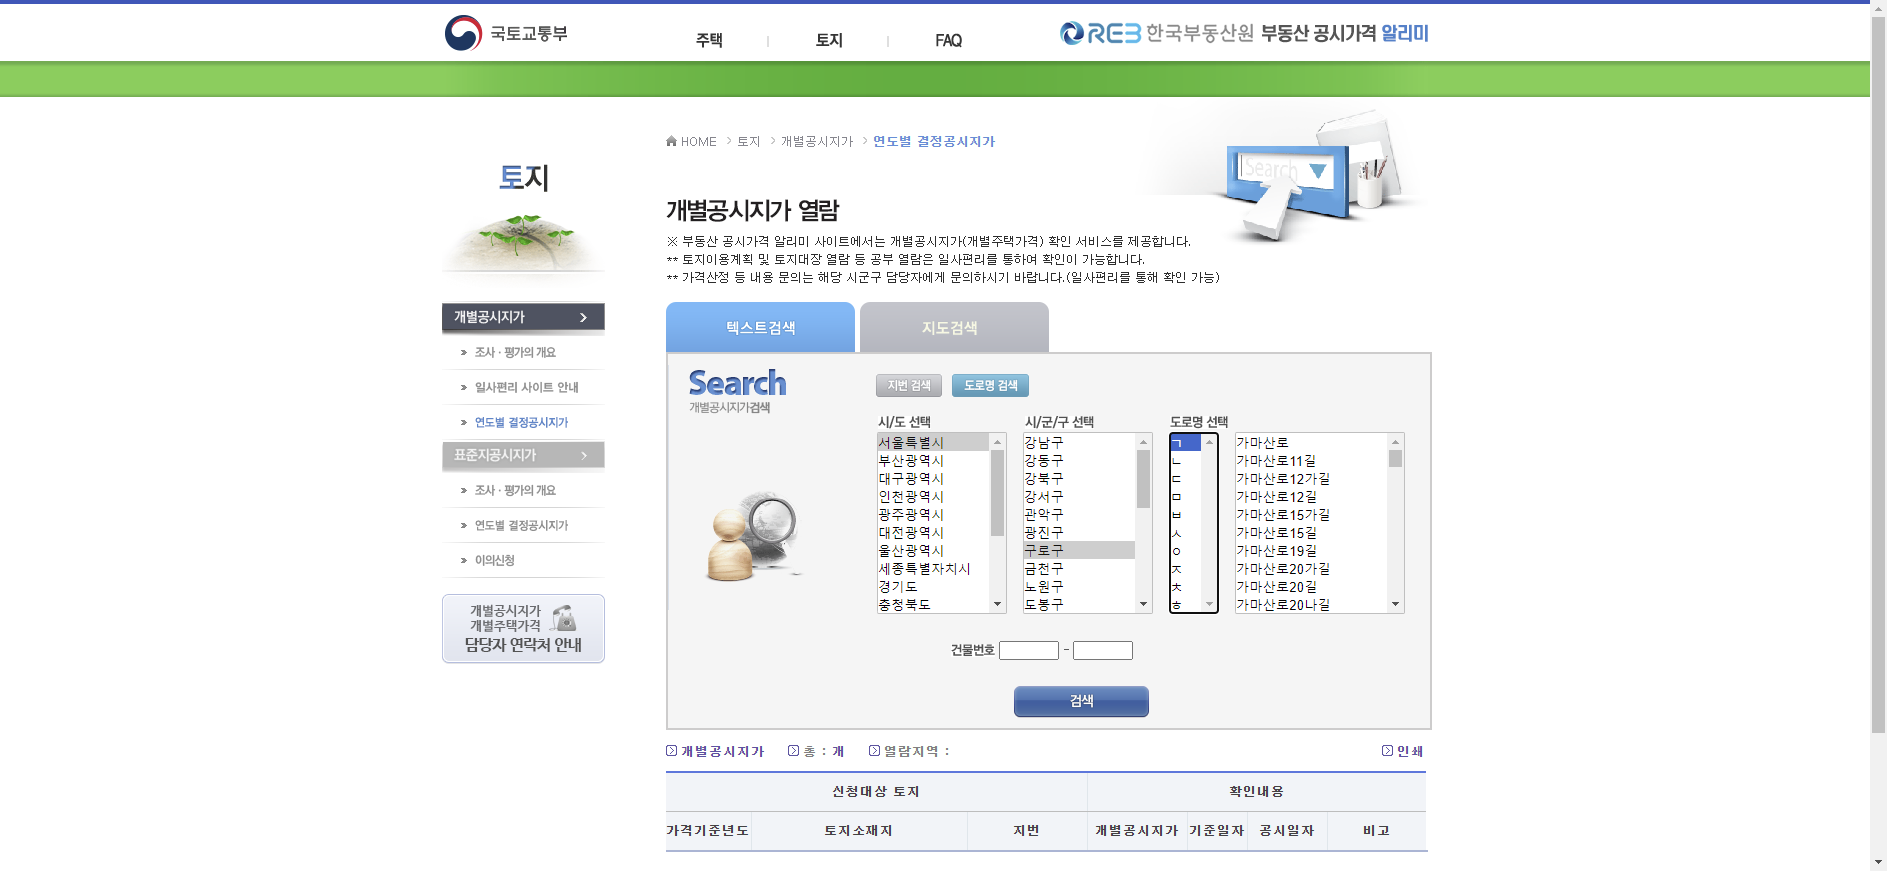 국토교통부
주택
토지
FAQ
REB 한국부동산원 부동산 공시가격 알리미
HOME > 토지 > 개별공시지가 > 연도별 결정공시지가
Search
토지
개별공시지가 열람
※ 부동산 공시가격 알리미 사이트에서는 개별공시지가(개별주택가격) 확인 서비스를 제공합니다.
** 토지이용계획 및 토지대장 열람 등 공부 열람은 일사편리를 통하여 확인이 가능합니다.
** 가격산정 등 내용 문의는 해당 시군구 담당자에게 문의하시기 바랍니다.(일사편리를 통해 확인 가능)
개별공시지가
조사 · 평가의 개요
일사편리 사이트 안내
연도별 결정공시지가
표준지공시지가
조사 · 평가의 개요
연도별 결정공시지가
이의신청
개별공시지가
개별주택가격
담당자 연락처 안내
텍스트검색
지도검색
Search
개별공시지가검색
지번 검색
도로명 검색
시/도 선택
서울특별시
부산광역시
대구광역시
인천광역시
광주광역시
대전광역시
울산광역시
세종특별자치시
경기도
충청북도
시/군/구 선택
강남구
강동구
강북구
강서구
관악구
광진구
구로구
금천구
노원구
도봉구
도로명 선택
ㄱ
ㄴ
ㄷ
ㅁ
ㅂ
ㅅ
ㅇ
ㅈ
ㅊ
ㅎ
가마산로
가마산로11길
가마산로12가길
가마산로12길
가마산로15가길
가마산로15길
가마산로19길
가마산로20가길
가마산로20길
가마산로20나길
건물번호 -
검색
개별공시지가
총 : 개
열람지역 :
인쇄
신청대상 토지
확인내용
가격기준년도
토지소재지
지번
개별공시지가
기준일자
공시일자
비고